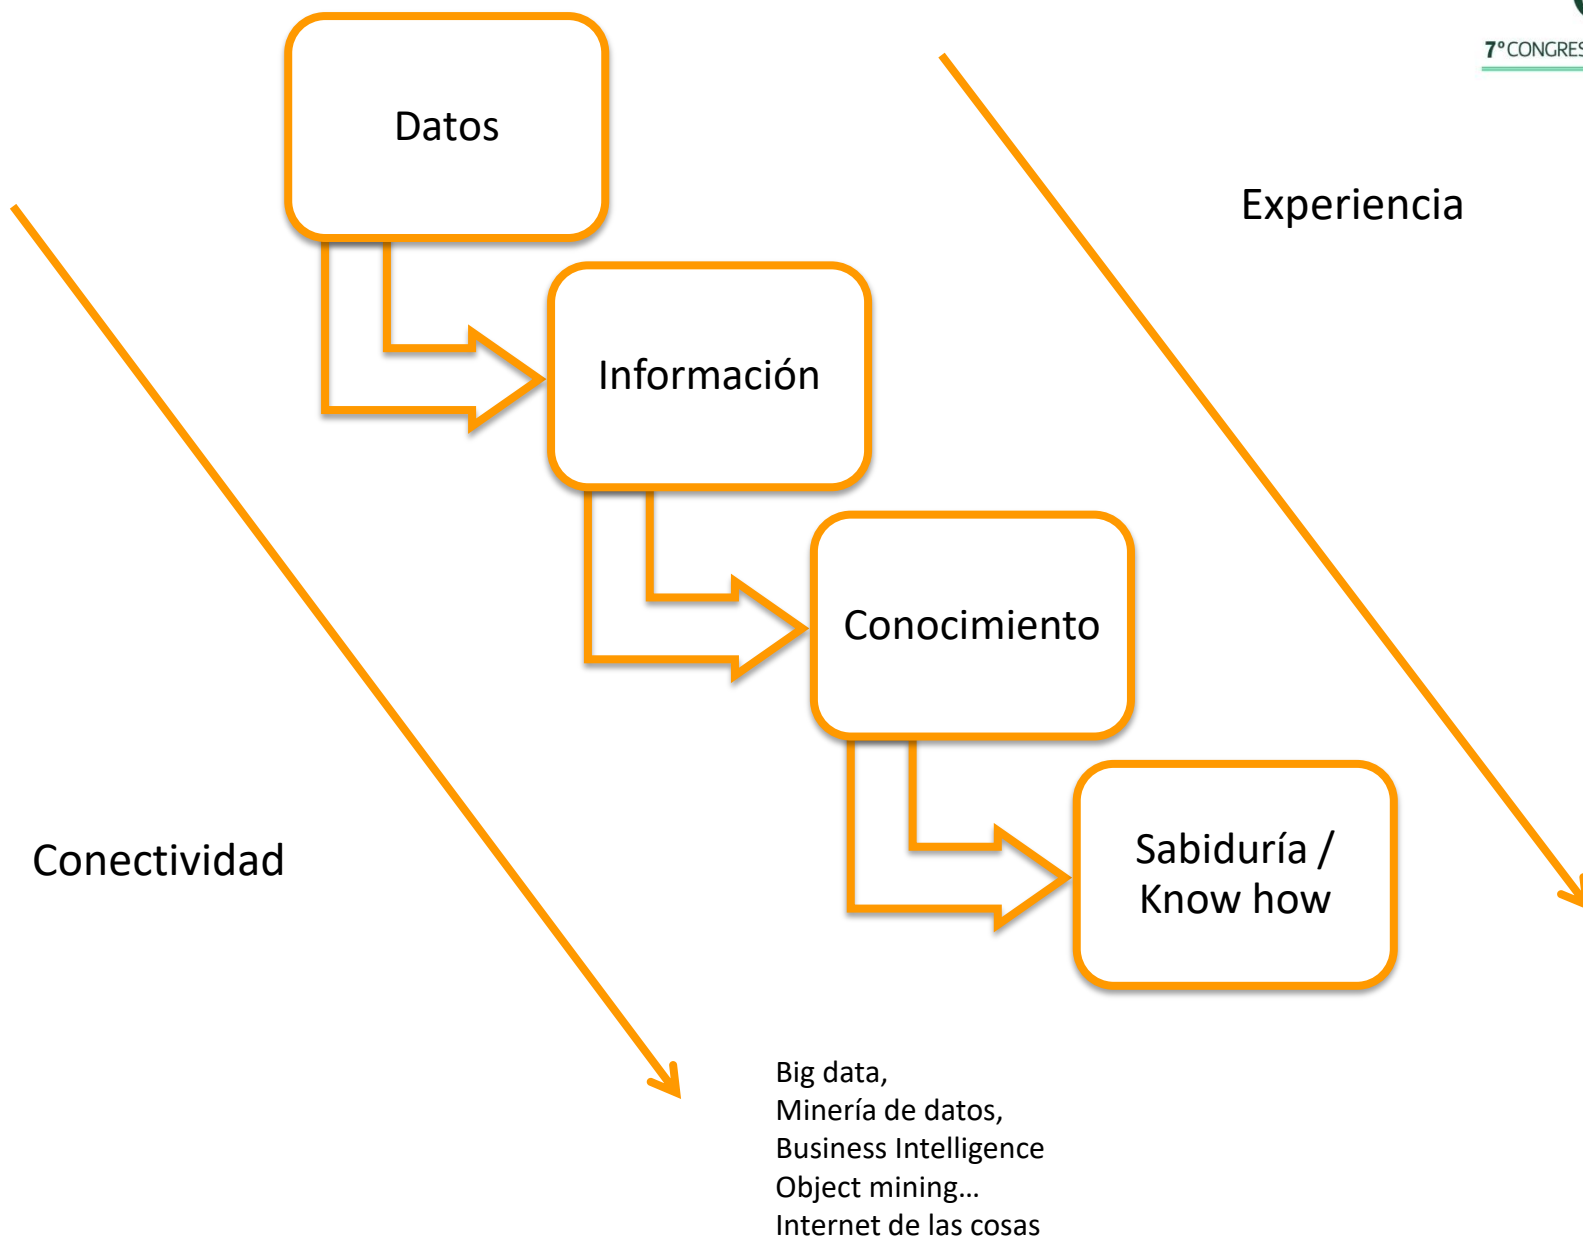 7º CONGRES
Datos
Experiencia
Información
Conocimiento
Conectividad
Sabiduría /
Know how
Big data,
Minería de datos,
Business Intelligence
Object mining...
Internet de las cosas